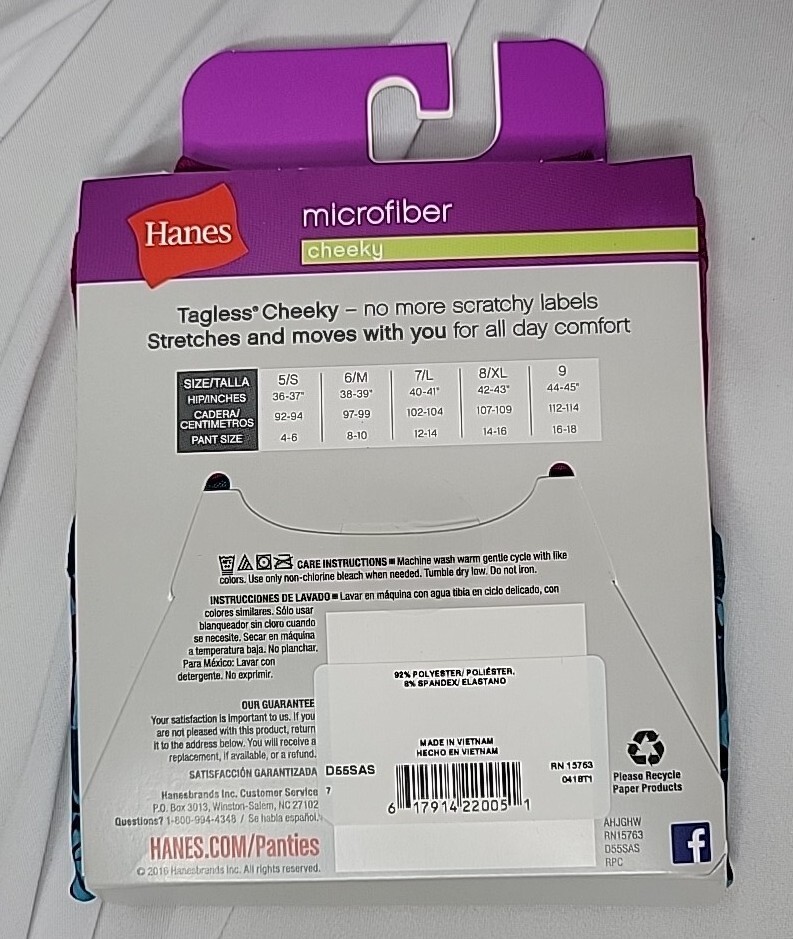 Hanes
microfiber
cheeky
Tagless® Cheeky – no more scratchy labels
Stretches and moves with you for all day comfort
SIZE/TALLA 5/S 6/M 7/L 8/XL 9
HIP/INCHES 36-37" 38-39" 40-41" 42-43" 44-45"
CADERA/
CENTIMETROS 92-94 97-99 102-104 107-109 112-114
PANT SIZE 4-6 8-10 12-14 14-16 16-18
CARE INSTRUCTIONS ■ Machine wash warm gentle cycle with like
colors. Use only non-chlorine bleach when needed. Tumble dry low. Do not iron.
INSTRUCCIONES DE LAVADO ■ Lavar en máquina con agua tibia en ciclo delicado, con
colores similares. Sólo usar
blanqueador sin cloro cuando
se necesite. Secar en máquina
a temperatura baja. No planchar.
Para México: Lavar con
detergente. No exprimir.
OUR GUARANTEE
Your satisfaction is important to us. If you
are not pleased with this product, return
it to the address below. You will receive a
replacement, if available, or a refund.
SATISFACCIÓN GARANTIZADA
Hanesbrands Inc. Customer Service
P.O. Box 3013, Winston-Salem, NC 27102
Questions? 1-800-994-4348 / Se habla español.
HANES.COM/Panties
© 2016 Hanesbrands Inc. All rights reserved.
92% POLYESTER/ POLIÉSTER,
8% SPANDEX/ ELASTANO
MADE IN VIETNAM
HECHO EN VIETNAM
D55SAS
7
RN 15763
0418T1
6 17914 22005 1
Please Recycle
Paper Products
AHJGHW
RN15763
D55SAS
RPC
f